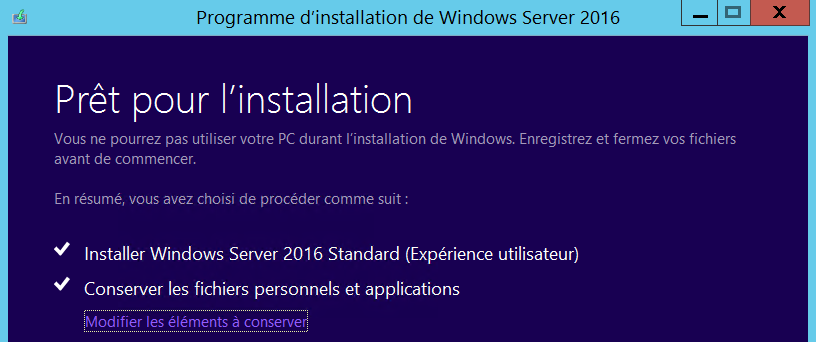 Programme d’installation de Windows Server 2016
Prêt pour l’installation
Vous ne pourrez pas utiliser votre PC durant l’installation de Windows. Enregistrez et fermez vos fichiers
avant de commencer.
En résumé, vous avez choisi de procéder comme suit :
Installer Windows Server 2016 Standard (Expérience utilisateur)
Conserver les fichiers personnels et applications
Modifier les éléments à conserver